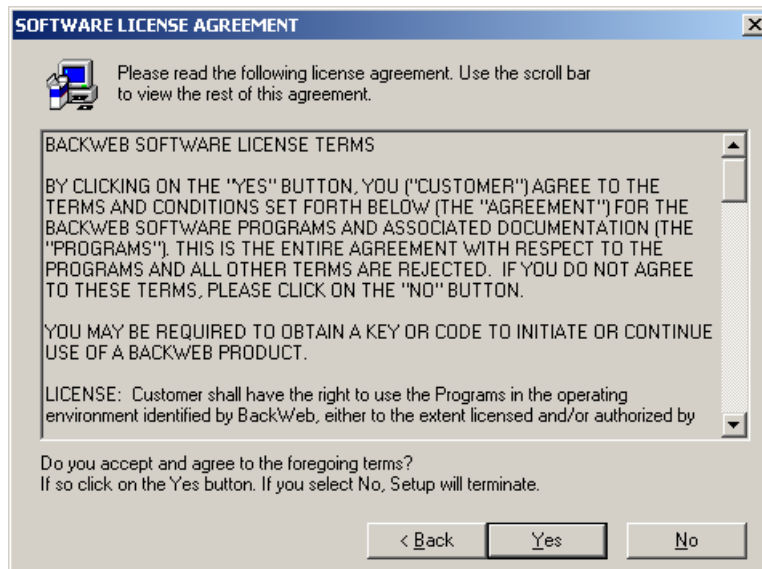 SOFTWARE LICENSE AGREEMENT
Please read the following license agreement. Use the scroll bar
to view the rest of this agreement.
BACKWEB SOFTWARE LICENSE TERMS
BY CLICKING ON THE "YES" BUTTON, YOU ("CUSTOMER") AGREE TO THE
TERMS AND CONDITIONS SET FORTH BELOW (THE "AGREEMENT") FOR THE
BACKWEB SOFTWARE PROGRAMS AND ASSOCIATED DOCUMENTATION (THE
"PROGRAMS"). THIS IS THE ENTIRE AGREEMENT WITH RESPECT TO THE
PROGRAMS AND ALL OTHER TERMS ARE REJECTED.  IF YOU DO NOT AGREE
TO THESE TERMS, PLEASE CLICK ON THE "NO" BUTTON.
YOU MAY BE REQUIRED TO OBTAIN A KEY OR CODE TO INITIATE OR CONTINUE
USE OF A BACKWEB PRODUCT.
LICENSE:  Customer shall have the right to use the Programs in the operating
environment identified by BackWeb, either to the extent licensed and/or authorized by
Do you accept and agree to the foregoing terms?
If so click on the Yes button. If you select No, Setup will terminate.
< Back
Yes
No